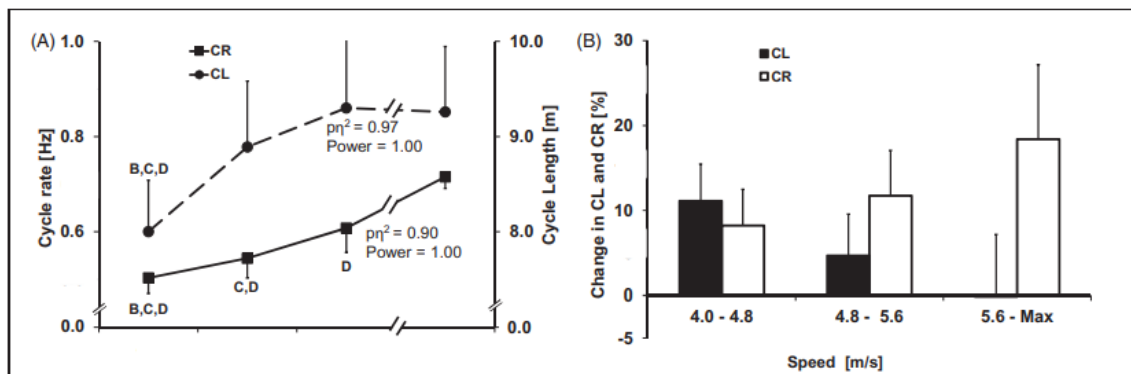 (A)
CR
CL
Cycle rate [Hz]
1.0
0.8
0.6
0.0
B,C,D
B,C,D
C,D
D
pη² = 0.97
Power = 1.00
pη² = 0.90
Power = 1.00
10.0
9.0
8.0
0.0
Cycle Length [m]
(B)
CL
CR
Change in CL and CR [%]
30
20
10
0
-5
4.0 - 4.8
4.8 - 5.6
5.6 - Max
Speed [m/s]